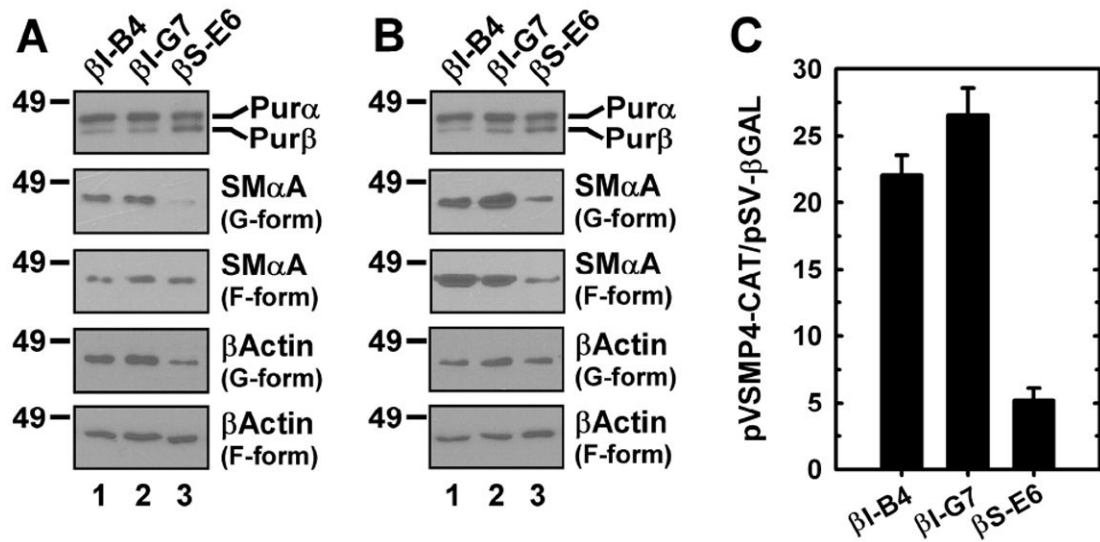 A
βI-B4
βI-G7
βS-E6
49
Purα
Purβ
49
SMαA
(G-form)
49
SMαA
(F-form)
49
βActin
(G-form)
49
βActin
(F-form)
1 2 3
B
βI-B4
βI-G7
βS-E6
49
Purα
Purβ
49
SMαA
(G-form)
49
SMαA
(F-form)
49
βActin
(G-form)
49
βActin
(F-form)
1 2 3
C
pVSMP4-CAT/pSV-βGAL
30
25
20
15
10
5
0
βI-B4
βI-G7
βS-E6